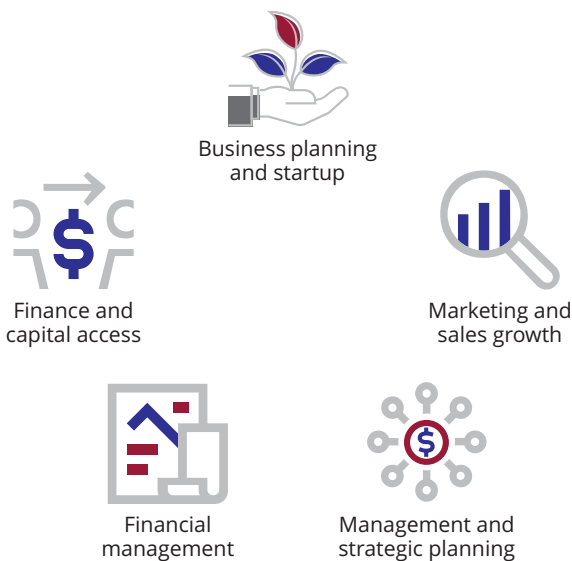 Business planning
and startup
$
Finance and
capital access
Marketing and
sales growth
Financial
management
$
Management and
strategic planning